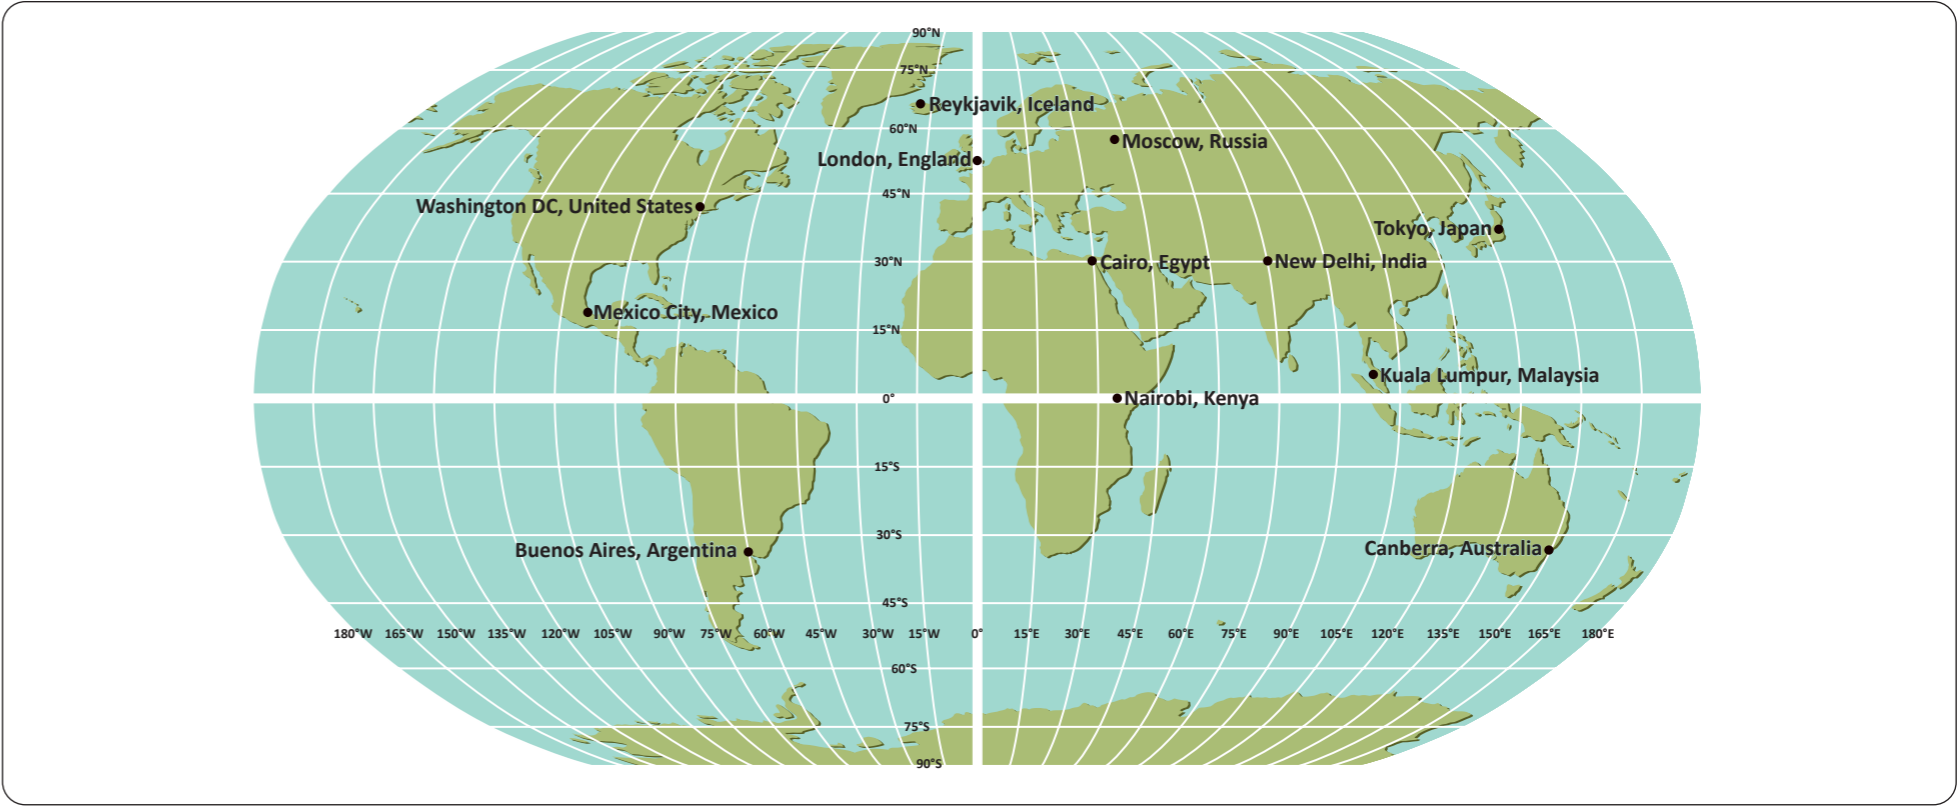 90°N
75°N
Reykjavik, Iceland
60°N
Moscow, Russia
London, England
45°N
Washington DC, United States
Tokyo, Japan
30°N
Cairo, Egypt
New Delhi, India
Mexico City, Mexico
15°N
Kuala Lumpur, Malaysia
0°
Nairobi, Kenya
15°S
30°S
Buenos Aires, Argentina
Canberra, Australia
45°S
180°W 165°W 150°W 135°W 120°W 105°W 90°W 75°W 60°W 45°W 30°W 15°W 0° 15°E 30°E 45°E 60°E 75°E 90°E 105°E 120°E 135°E 150°E 165°E 180°E
60°S
75°S
90°S